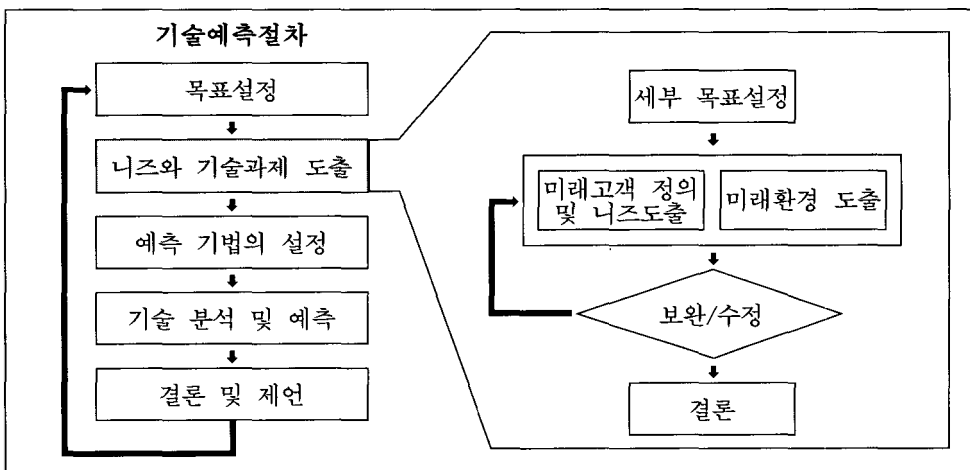 기술예측절차
목표설정
니즈와 기술과제 도출
예측 기법의 설정
기술 분석 및 예측
결론 및 제언
세부 목표설정
미래고객 정의
및 니즈도출
미래환경 도출
보완/수정
결론